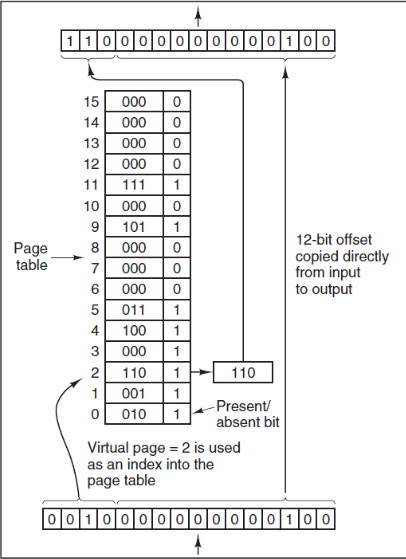 1 1 0 0 0 0 0 0 0 0 0 0 1 0 0
15 000 0
14 000 0
13 000 0
12 000 0
11 111 1
10 000 0
9 101 1
8 000 0
7 000 0
6 000 0
5 011 1
4 100 1
3 000 1
2 110 1 110
1 001 1
0 010 1
Page
table
12-bit offset
copied directly
from input
to output
Present/
absent bit
Virtual page = 2 is used
as an index into the
page table
0 0 1 0 0 0 0 0 0 0 0 0 0 1 0 0